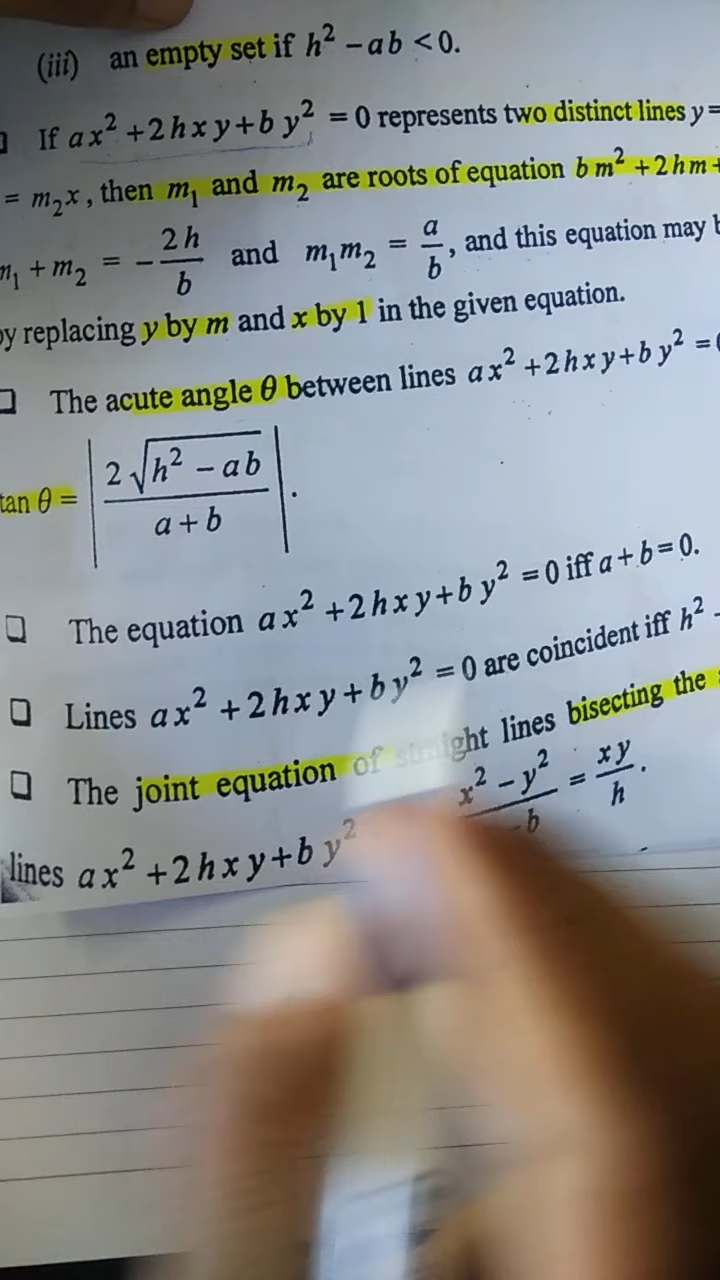 (iii) an empty set if h² – ab < 0.
If ax² + 2hxy + by² = 0 represents two distinct lines y =
= m₂x, then m₁ and m₂ are roots of equation bm² + 2hm +
m₁ + m₂ = – 2h/b and m₁m₂ = a/b, and this equation may b
by replacing y by m and x by 1 in the given equation.
❑ The acute angle θ between lines ax² + 2hxy + by² = 0
tan θ = | 2√(h² – ab) / (a + b) |.
❑ The equation ax² + 2hxy + by² = 0 iff a + b = 0.
❑ Lines ax² + 2hxy + by² = 0 are coincident iff h² –
❑ The joint equation of straight lines bisecting the
lines ax² + 2hxy + by² x² – y² / – b = xy / h.